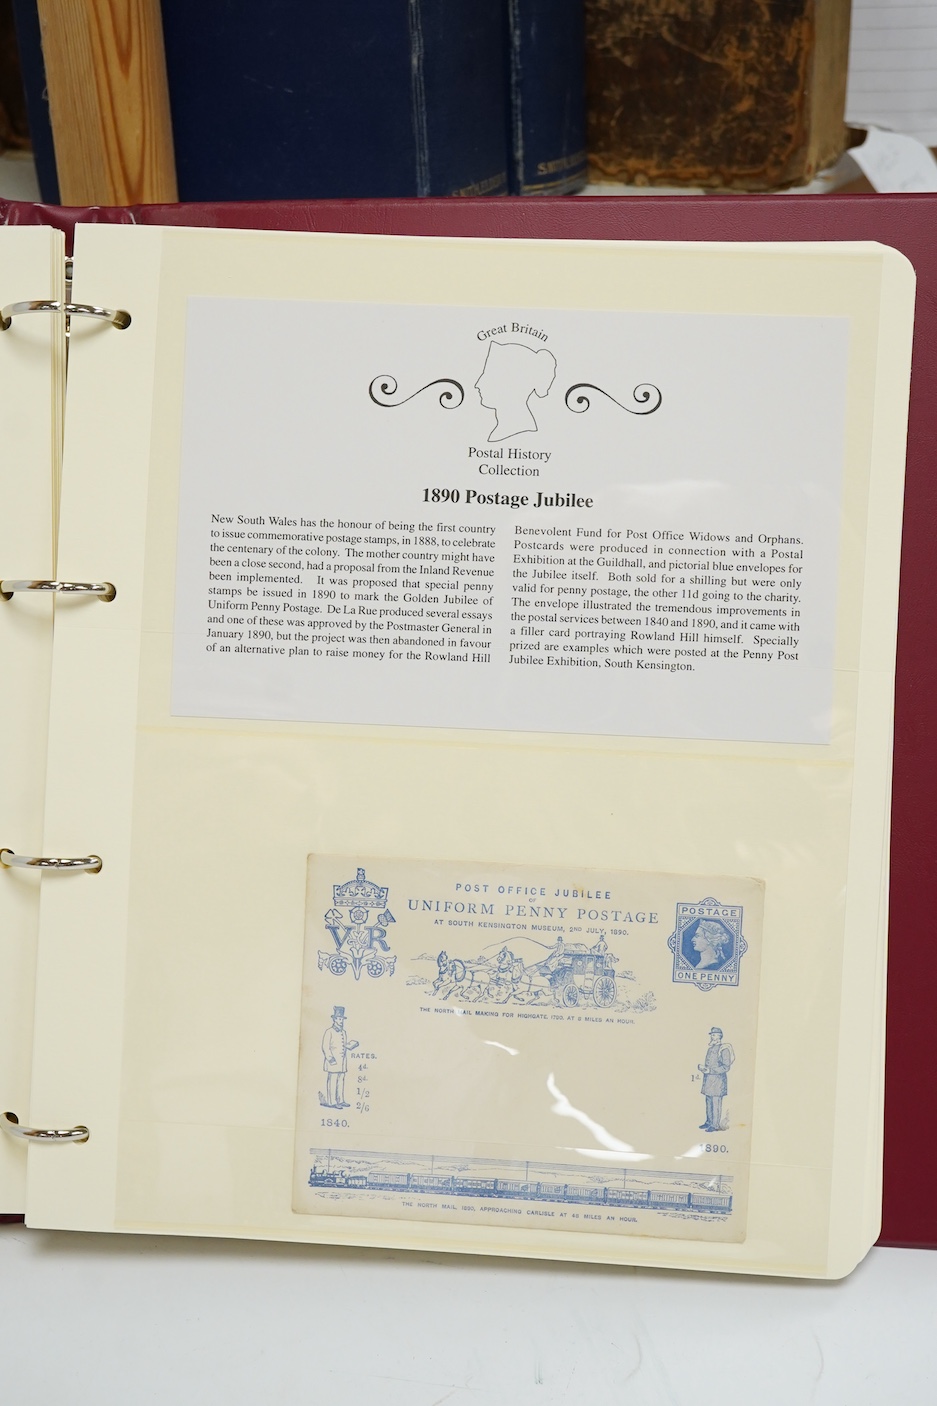 Great Britain
Postal History
Collection
1890 Postage Jubilee
New South Wales has the honour of being the first country
to issue commemorative postage stamps, in 1888, to celebrate
the centenary of the colony. The mother country might have
been a close second, had a proposal from the Inland Revenue
been implemented. It was proposed that special penny
stamps be issued in 1890 to mark the Golden Jubilee of
Uniform Penny Postage. De La Rue produced several essays
and one of these was approved by the Postmaster General in
January 1890, but the project was then abandoned in favour
of an alternative plan to raise money for the Rowland Hill
Benevolent Fund for Post Office Widows and Orphans.
Postcards were produced in connection with a Postal
Exhibition at the Guildhall, and pictorial blue envelopes for
the Jubilee itself. Both sold for a shilling but were only
valid for penny postage, the other 11d going to the charity.
The envelope illustrated the tremendous improvements in
the postal services between 1840 and 1890, and it came with
a filler card portraying Rowland Hill himself. Specially
prized are examples which were posted at the Penny Post
Jubilee Exhibition, South Kensington.
POST OFFICE JUBILEE
OF
UNIFORM PENNY POSTAGE
AT SOUTH KENSINGTON MUSEUM, 2ND JULY, 1890.
VR
POSTAGE
ONE PENNY
THE NORTH MAIL MAKING FOR HIGHGATE, 1790, AT 8 MILES AN HOUR.
RATES.
4d
8d
1/2
2/6
1840.
1d
1890.
THE NORTH MAIL, 1890, APPROACHING CARLISLE AT 48 MILES AN HOUR.